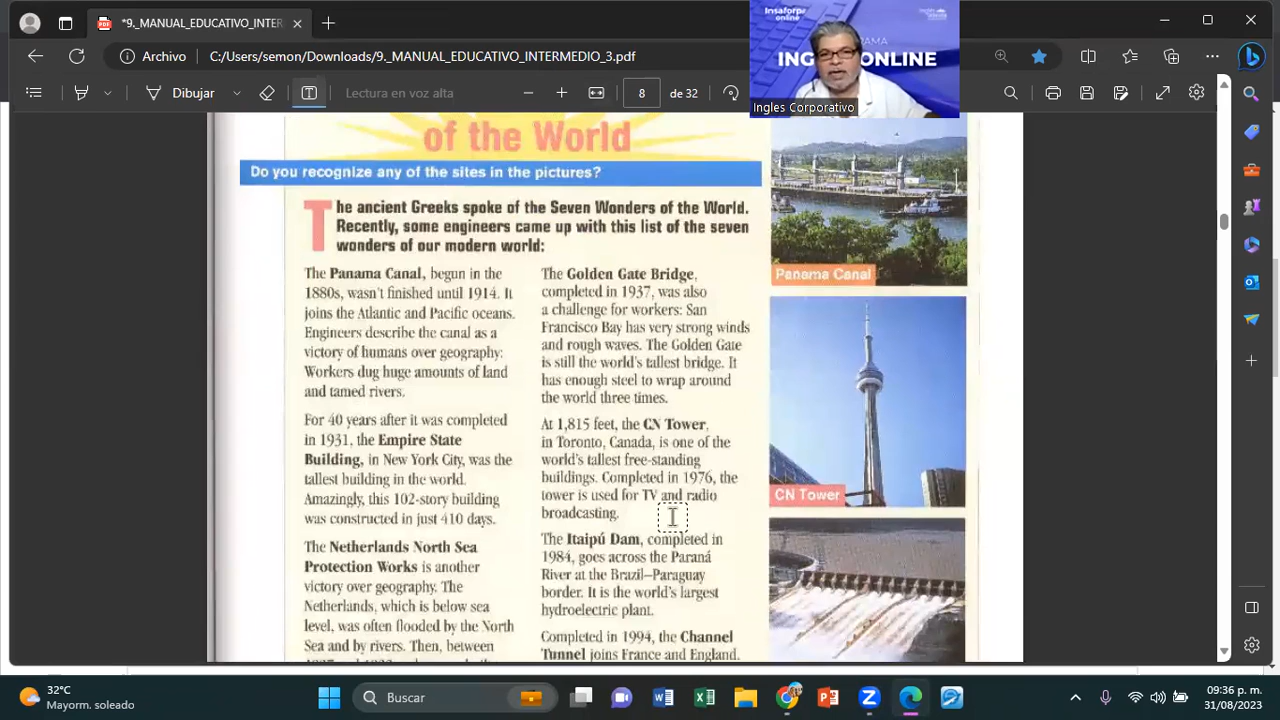 *9._MANUAL_EDUCATIVO_INTER
Archivo
C:/Users/semon/Downloads/9._MANUAL_EDUCATIVO_INTERMEDIO_3.pdf
Dibujar
Lectura en voz alta
8
de 32
Insaforp
online
INGLES ONLINE
Ingles Corporativo
of the World
Do you recognize any of the sites in the pictures?
The ancient Greeks spoke of the Seven Wonders of the World.
Recently, some engineers came up with this list of the seven
wonders of our modern world:
The Panama Canal, begun in the
1880s, wasn't finished until 1914. It
joins the Atlantic and Pacific oceans.
Engineers describe the canal as a
victory of humans over geography:
Workers dug huge amounts of land
and tamed rivers.
For 40 years after it was completed
in 1931, the Empire State
Building, in New York City, was the
tallest building in the world.
Amazingly, this 102-story building
was constructed in just 410 days.
The Netherlands North Sea
Protection Works is another
victory over geography. The
Netherlands, which is below sea
level, was often flooded by the North
Sea and by rivers. Then, between
The Golden Gate Bridge,
completed in 1937, was also
a challenge for workers: San
Francisco Bay has very strong winds
and rough waves. The Golden Gate
is still the world's tallest bridge. It
has enough steel to wrap around
the world three times.
At 1,815 feet, the CN Tower,
in Toronto, Canada, is one of the
world's tallest free-standing
buildings. Completed in 1976, the
tower is used for TV and radio
broadcasting.
The Itaipú Dam, completed in
1984, goes across the Paraná
River at the Brazil–Paraguay
border. It is the world's largest
hydroelectric plant.
Completed in 1994, the Channel
Tunnel joins France and England.
Panama Canal
CN Tower
32°C
Mayorm. soleado
Buscar
09:36 p. m.
31/08/2023